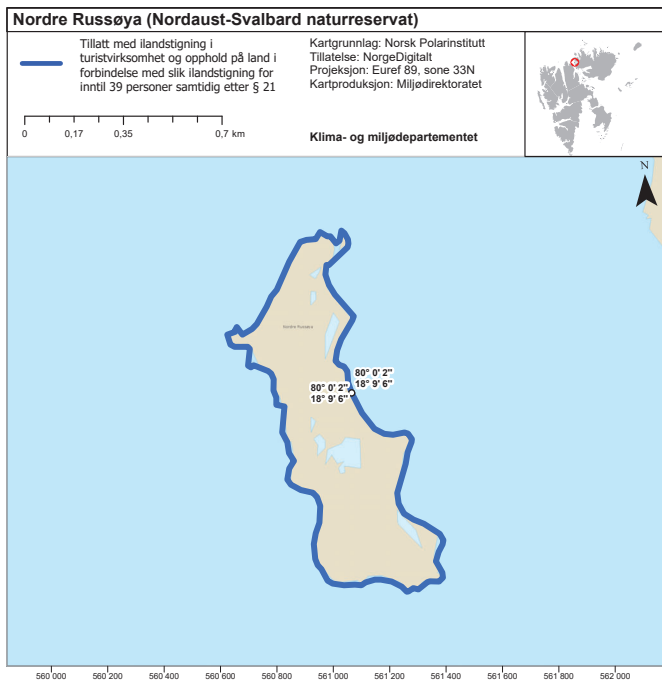 Nordre Russøya (Nordaust-Svalbard naturreservat)
Tillatt med ilandstigning i
turistvirksomhet og opphold på land i
forbindelse med slik ilandstigning for
inntil 39 personer samtidig etter § 21
0 0,17 0,35 0,7 km
Kartgrunnlag: Norsk Polarinstitutt
Tillatelse: NorgeDigitalt
Projeksjon: Euref 89, sone 33N
Kartproduksjon: Miljødirektoratet
Klima- og miljødepartementet
N
Nordre Russøya
80° 0' 2"
18° 9' 6"
80° 0' 2"
18° 9' 6"
560 000 560 200 560 400 560 600 560 800 561 000 561 200 561 400 561 600 561 800 562 000